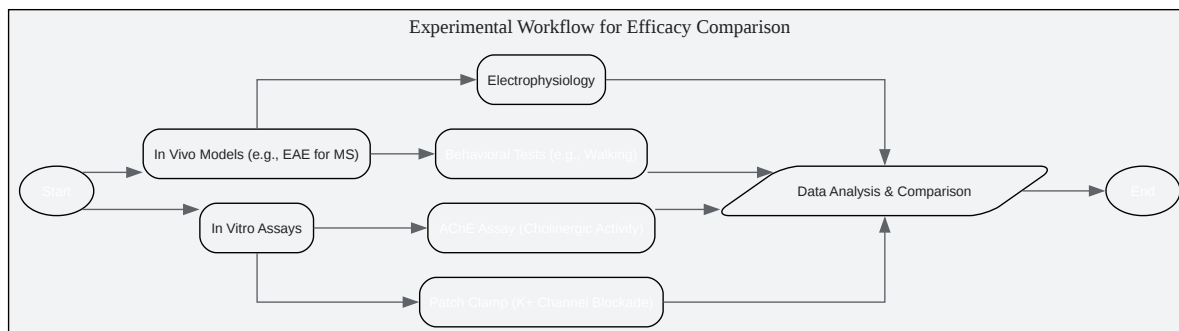 Experimental Workflow for Efficacy Comparison
Electrophysiology
In Vivo Models (e.g., EAE for MS)
Behavioral Tests (e.g., Walking)
Start
Data Analysis & Comparison
End
In Vitro Assays
AChE Assay (Cholinergic Activity)
Patch Clamp (K+ Channel Blockade)